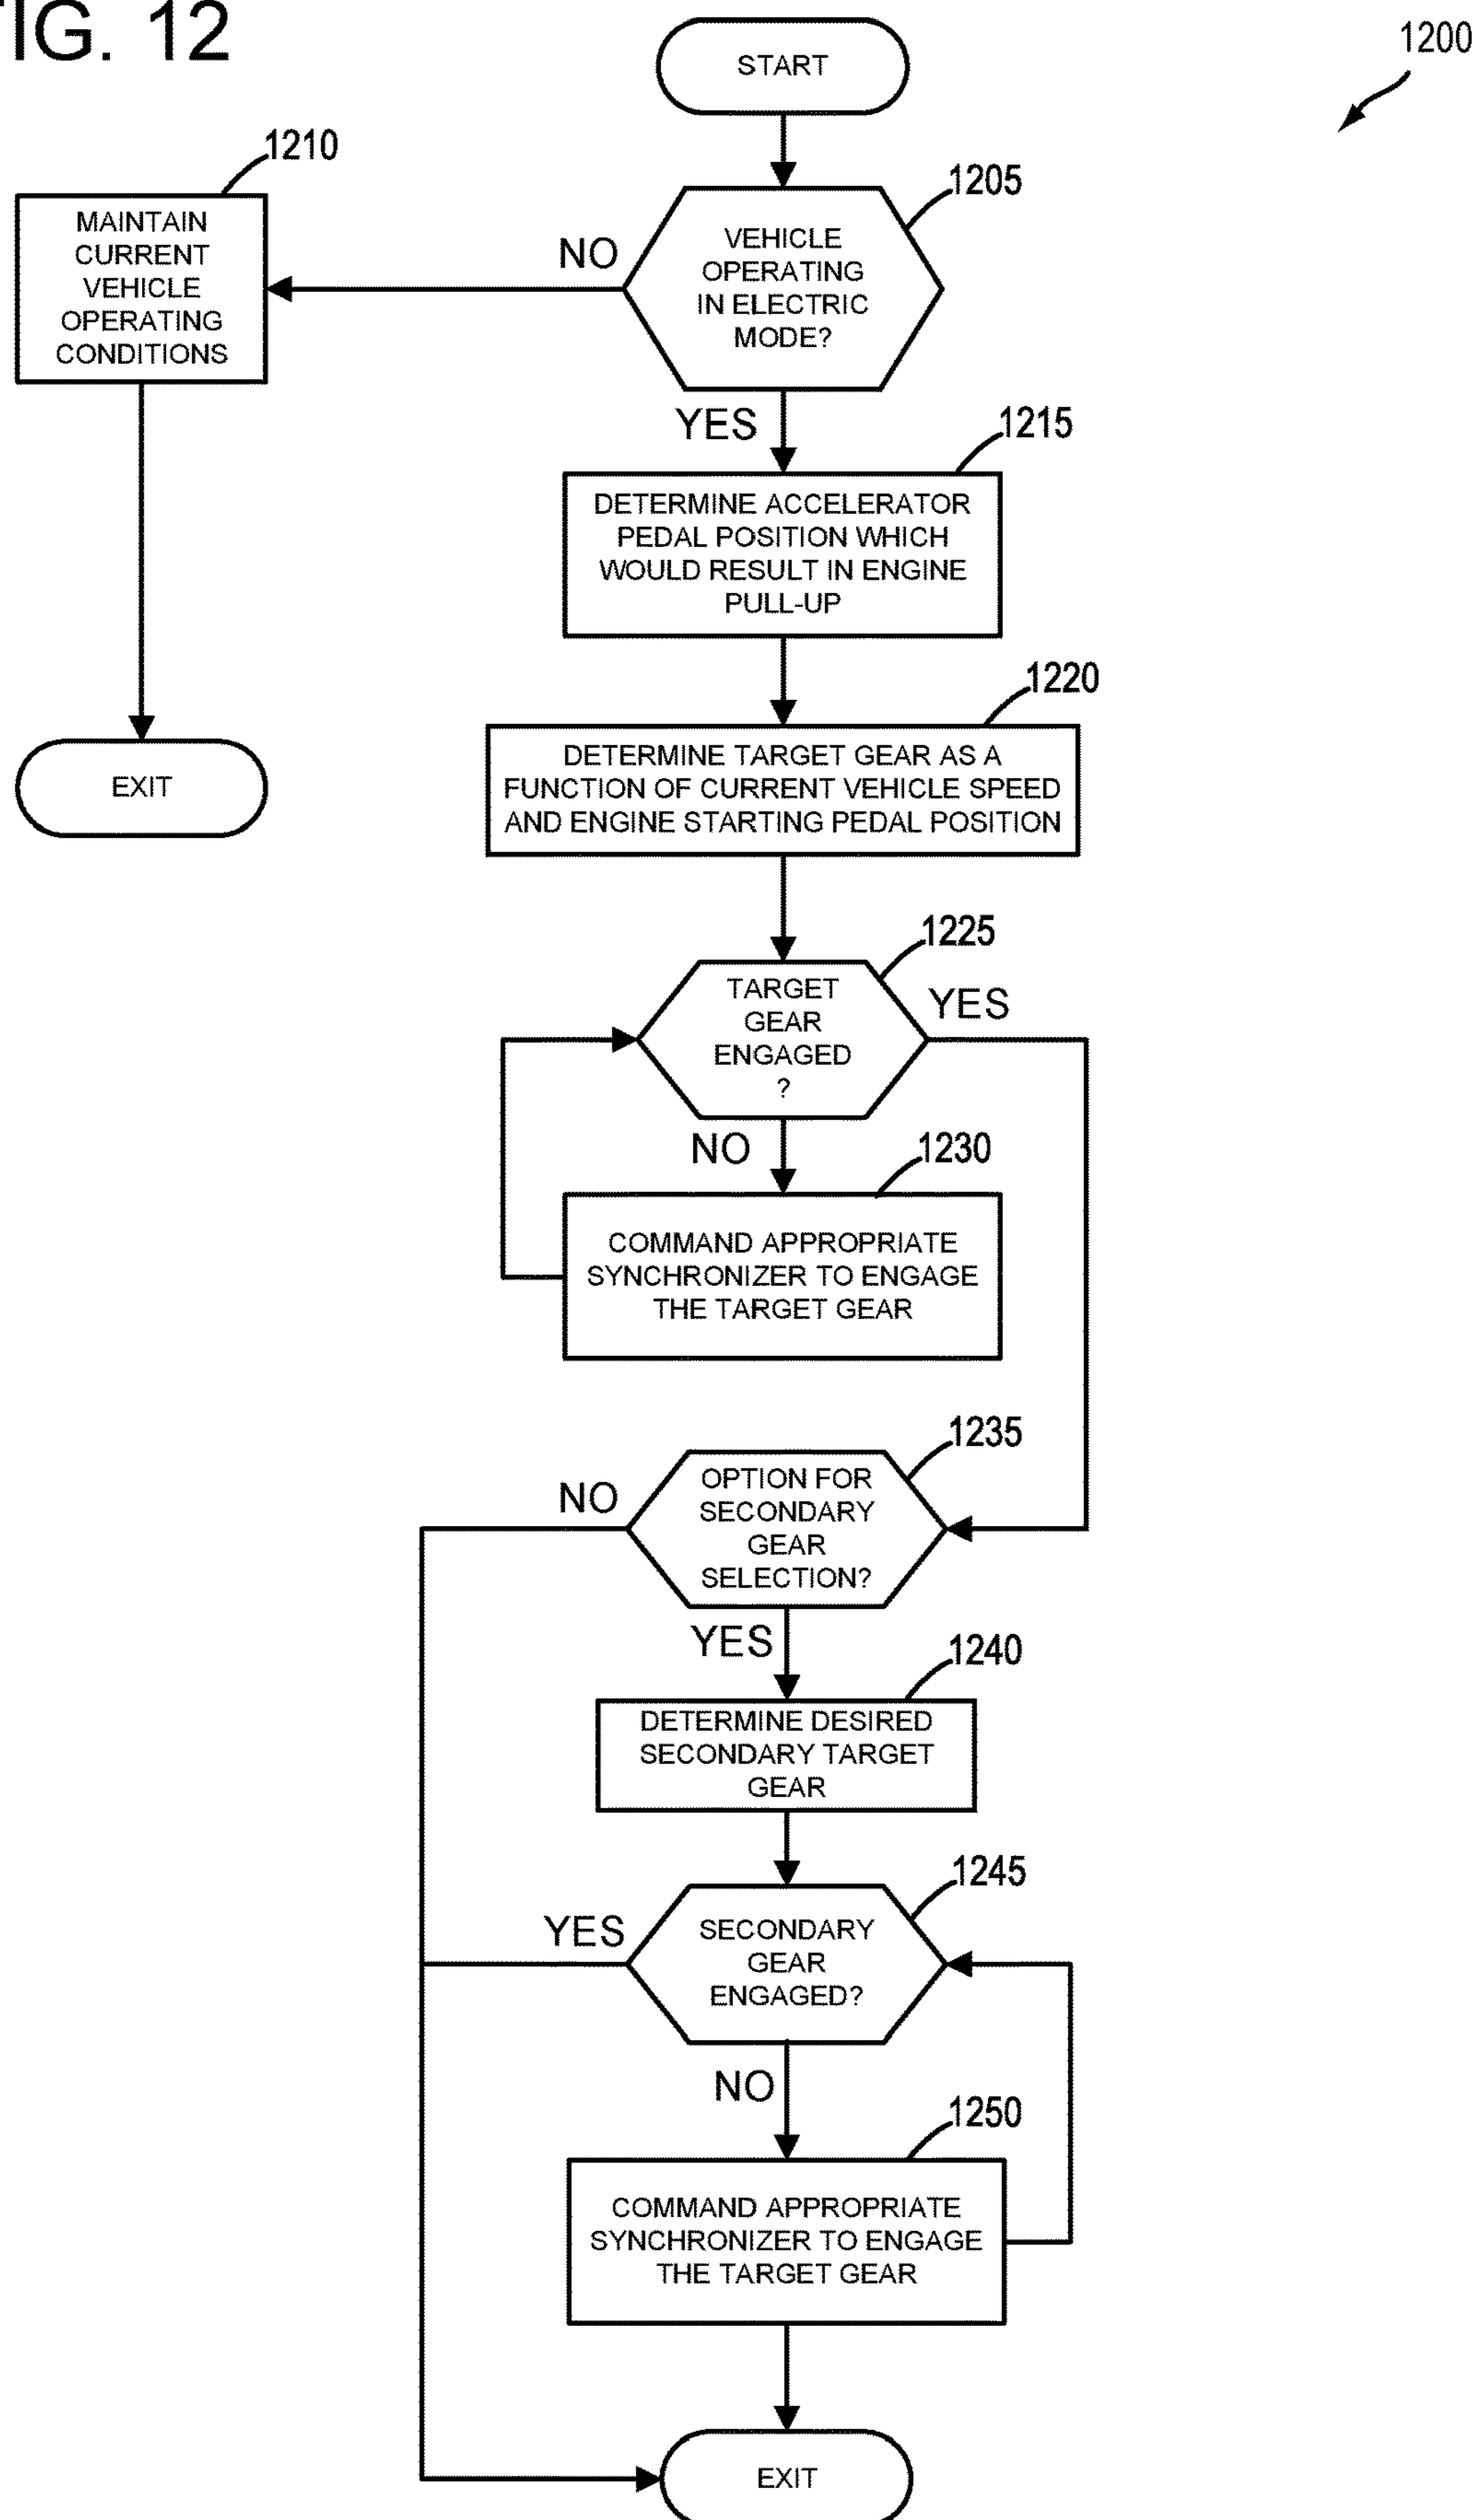 FIG. 12
1200
START
1210
1205
MAINTAIN
CURRENT
VEHICLE
OPERATING
CONDITIONS
NO
VEHICLE
OPERATING
IN ELECTRIC
MODE?
YES
1215
DETERMINE ACCELERATOR
PEDAL POSITION WHICH
WOULD RESULT IN ENGINE
PULL-UP
1220
DETERMINE TARGET GEAR AS A
FUNCTION OF CURRENT VEHICLE SPEED
AND ENGINE STARTING PEDAL POSITION
EXIT
1225
TARGET
GEAR
ENGAGED
?
YES
NO
1230
COMMAND APPROPRIATE
SYNCHRONIZER TO ENGAGE
THE TARGET GEAR
1235
NO
OPTION FOR
SECONDARY
GEAR
SELECTION?
YES
1240
DETERMINE DESIRED
SECONDARY TARGET
GEAR
1245
YES
SECONDARY
GEAR
ENGAGED?
NO
1250
COMMAND APPROPRIATE
SYNCHRONIZER TO ENGAGE
THE TARGET GEAR
EXIT